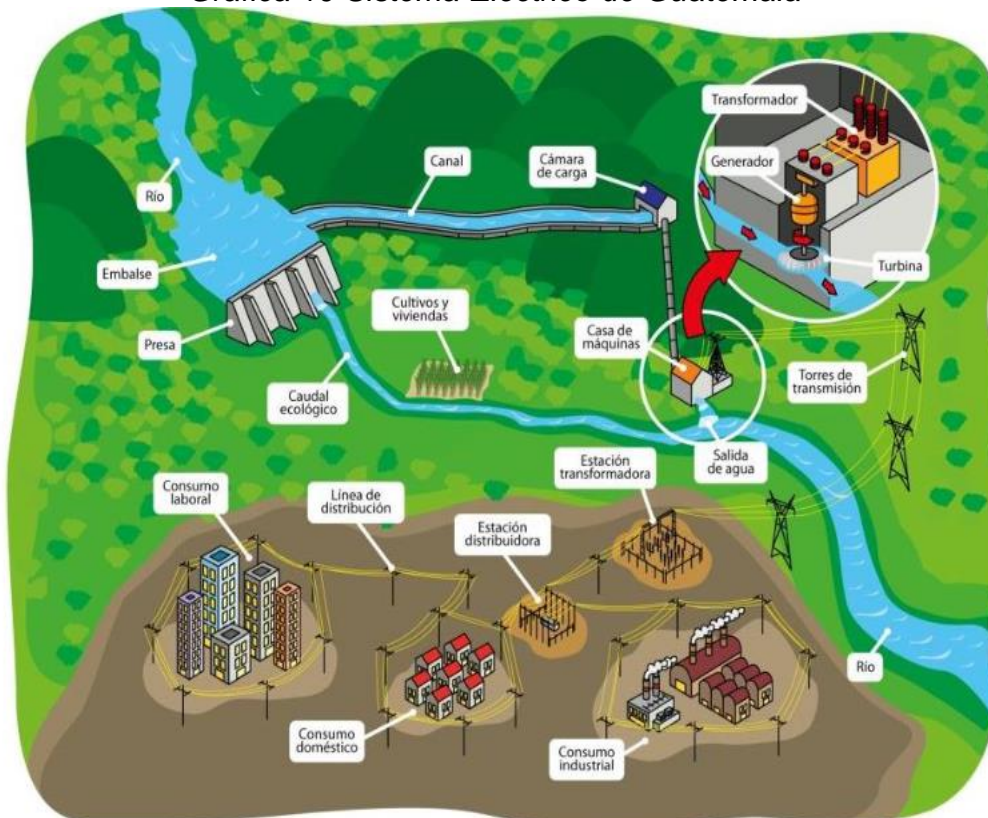 Gráfica Sistema Eléctrico de Guatemala
Transformador
Generador
Turbina
Canal
Cámara
de carga
Río
Embalse
Presa
Cultivos y
viviendas
Caudal
ecológico
Casa de
máquinas
Torres de
transmisión
Salida
de agua
Estación
transformadora
Consumo
laboral
Línea de
distribución
Estación
distribuidora
Río
Consumo
doméstico
Consumo
industrial